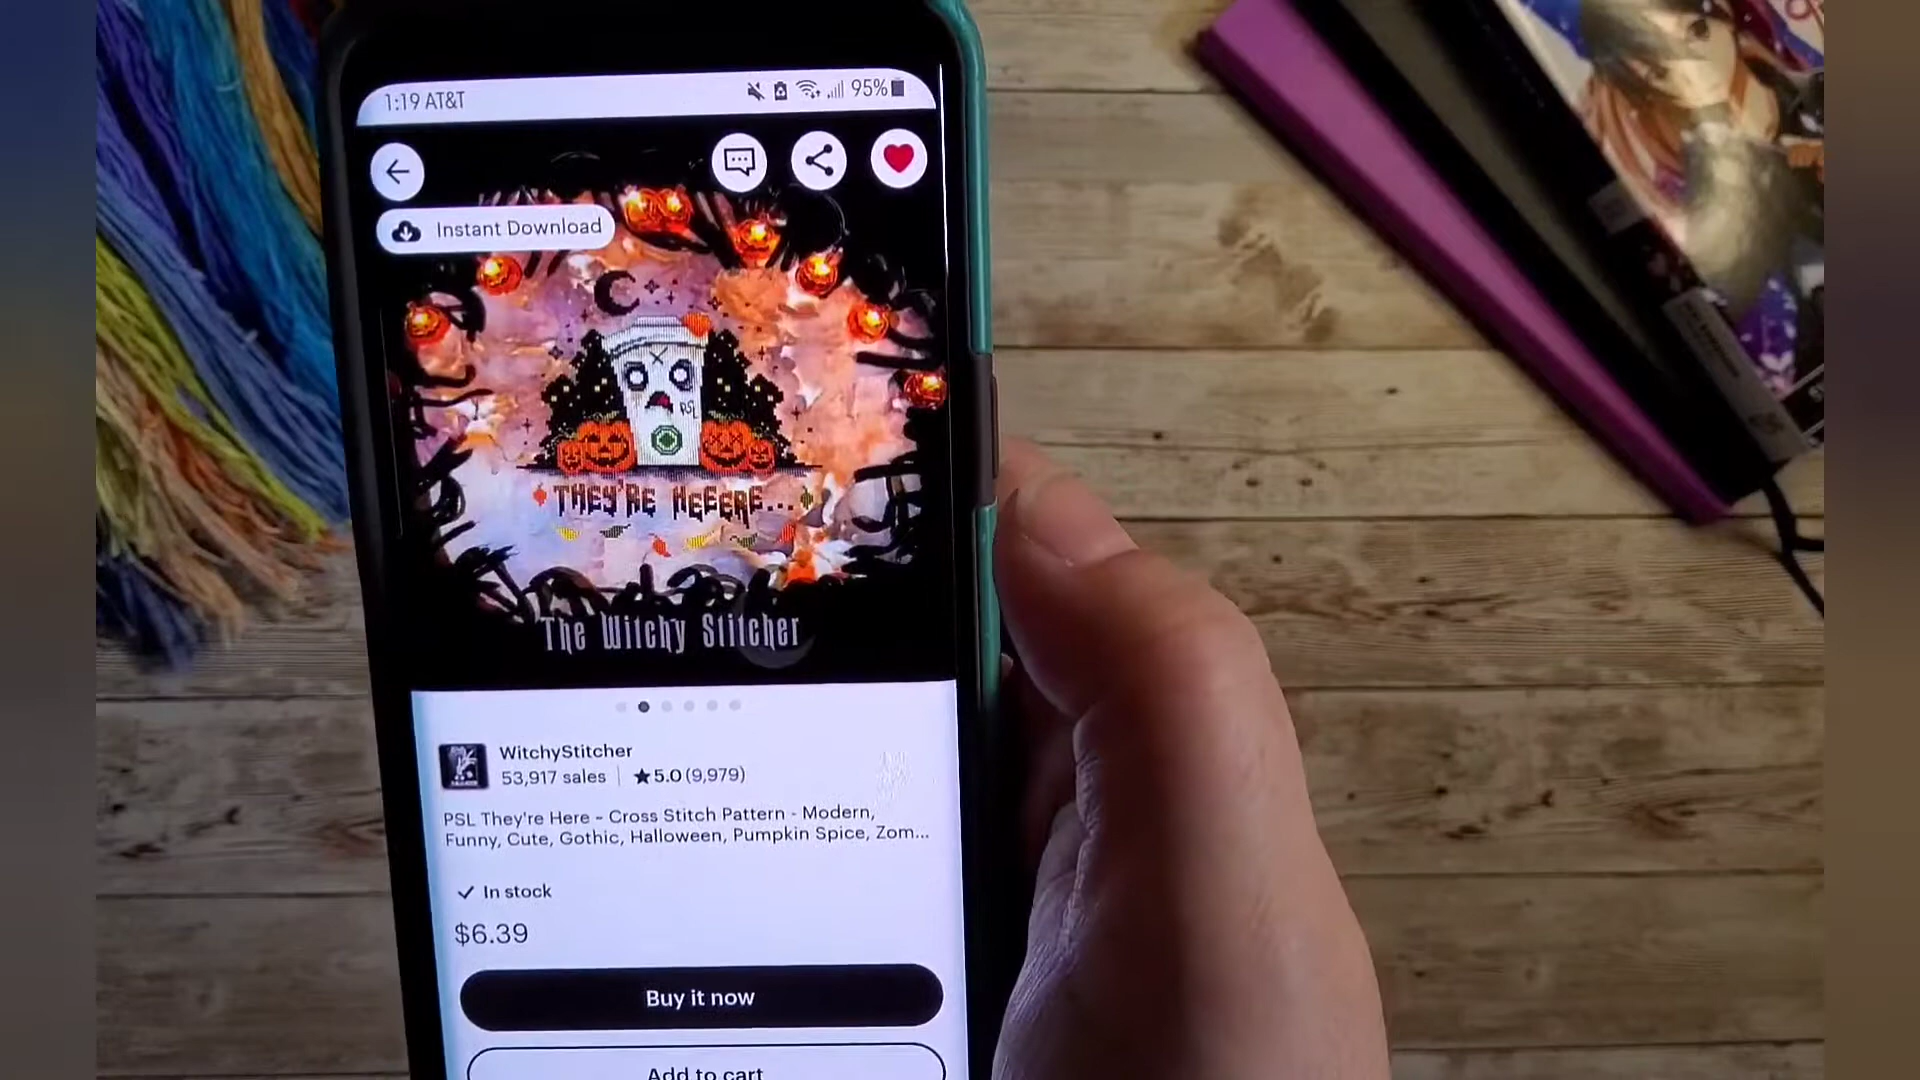 1:19 AT&T
95%
Instant Download
PSL
THEY'RE HEEERE...
The Witchy Stitcher
WitchyStitcher
53,917 sales
5.0 (9,979)
PSL They're Here - Cross Stitch Pattern - Modern,
Funny, Cute, Gothic, Halloween, Pumpkin Spice, Zom...
In stock
$6.39
Buy it now
Add to cart